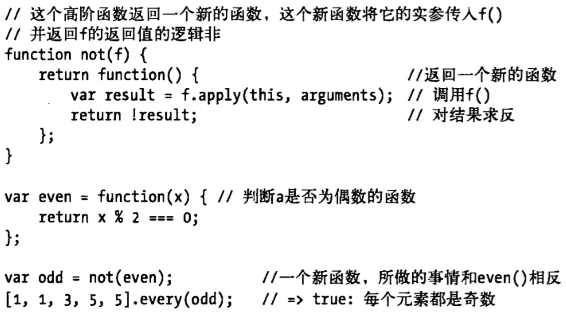 // 这个高阶函数返回一个新的函数，这个新函数将它的实参传入f()
// 并返回f的返回值的逻辑非
function not(f) {
    return function() {                      //返回一个新的函数
        var result = f.apply(this, arguments); // 调用f()
        return !result;                      // 对结果求反
    };
}

var even = function(x) { // 判断a是否为偶数的函数
    return x % 2 === 0;
};

var odd = not(even);         //一个新函数，所做的事情和even()相反
[1, 1, 3, 5, 5].every(odd);  // => true: 每个元素都是奇数